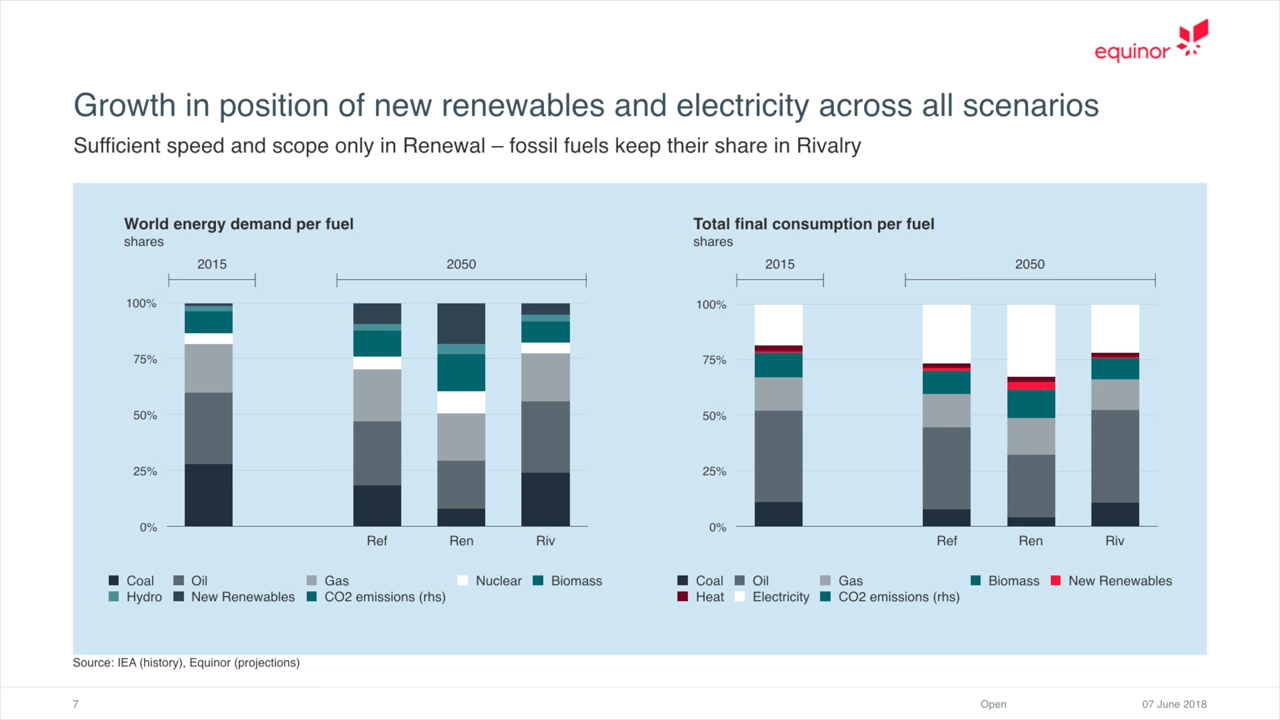 equinor
Growth in position of new renewables and electricity across all scenarios
Sufficient speed and scope only in Renewal – fossil fuels keep their share in Rivalry
World energy demand per fuel
shares
2015
2050
100%
75%
50%
25%
0%
Ref
Ren
Riv
Coal
Oil
Gas
Nuclear
Biomass
Hydro
New Renewables
CO2 emissions (rhs)
Total final consumption per fuel
shares
2015
2050
100%
75%
50%
25%
0%
Ref
Ren
Riv
Coal
Oil
Gas
Biomass
New Renewables
Heat
Electricity
CO2 emissions (rhs)
Source: IEA (history), Equinor (projections)
7
Open
07 June 2018